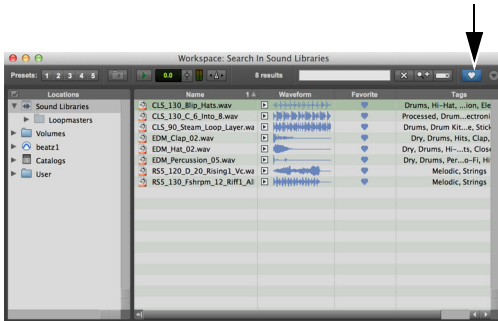 Workspace: Search In Sound Libraries
Presets: 1 2 3 4 5 0.0 8 results
Locations Name 1 Waveform Favorite Tags
Sound Libraries CLS_130_Blip_Hats.wav Drums, Hi-Hat, ...ion, Ele
Loopmasters CLS_130_C_6_Into_8.wav Processed, Drum...ectroni
Volumes CLS_90_Steam_Loop_Layer.wa Drums, Drum Kit...e, Stick
beatz1 EDM_Clap_02.wav Dry, Drums, Hits, Clap,
Catalogs EDM_Hat_02.wav Dry, Drums, Hi-...ts, Close
User EDM_Percussion_05.wav Dry, Drums, Per...o-Fi, Hi
RS5_120_D_20_Rising1_Vc.wa Melodic, Strings
RS5_130_Fshrpm_12_Riff1_All Melodic, Strings